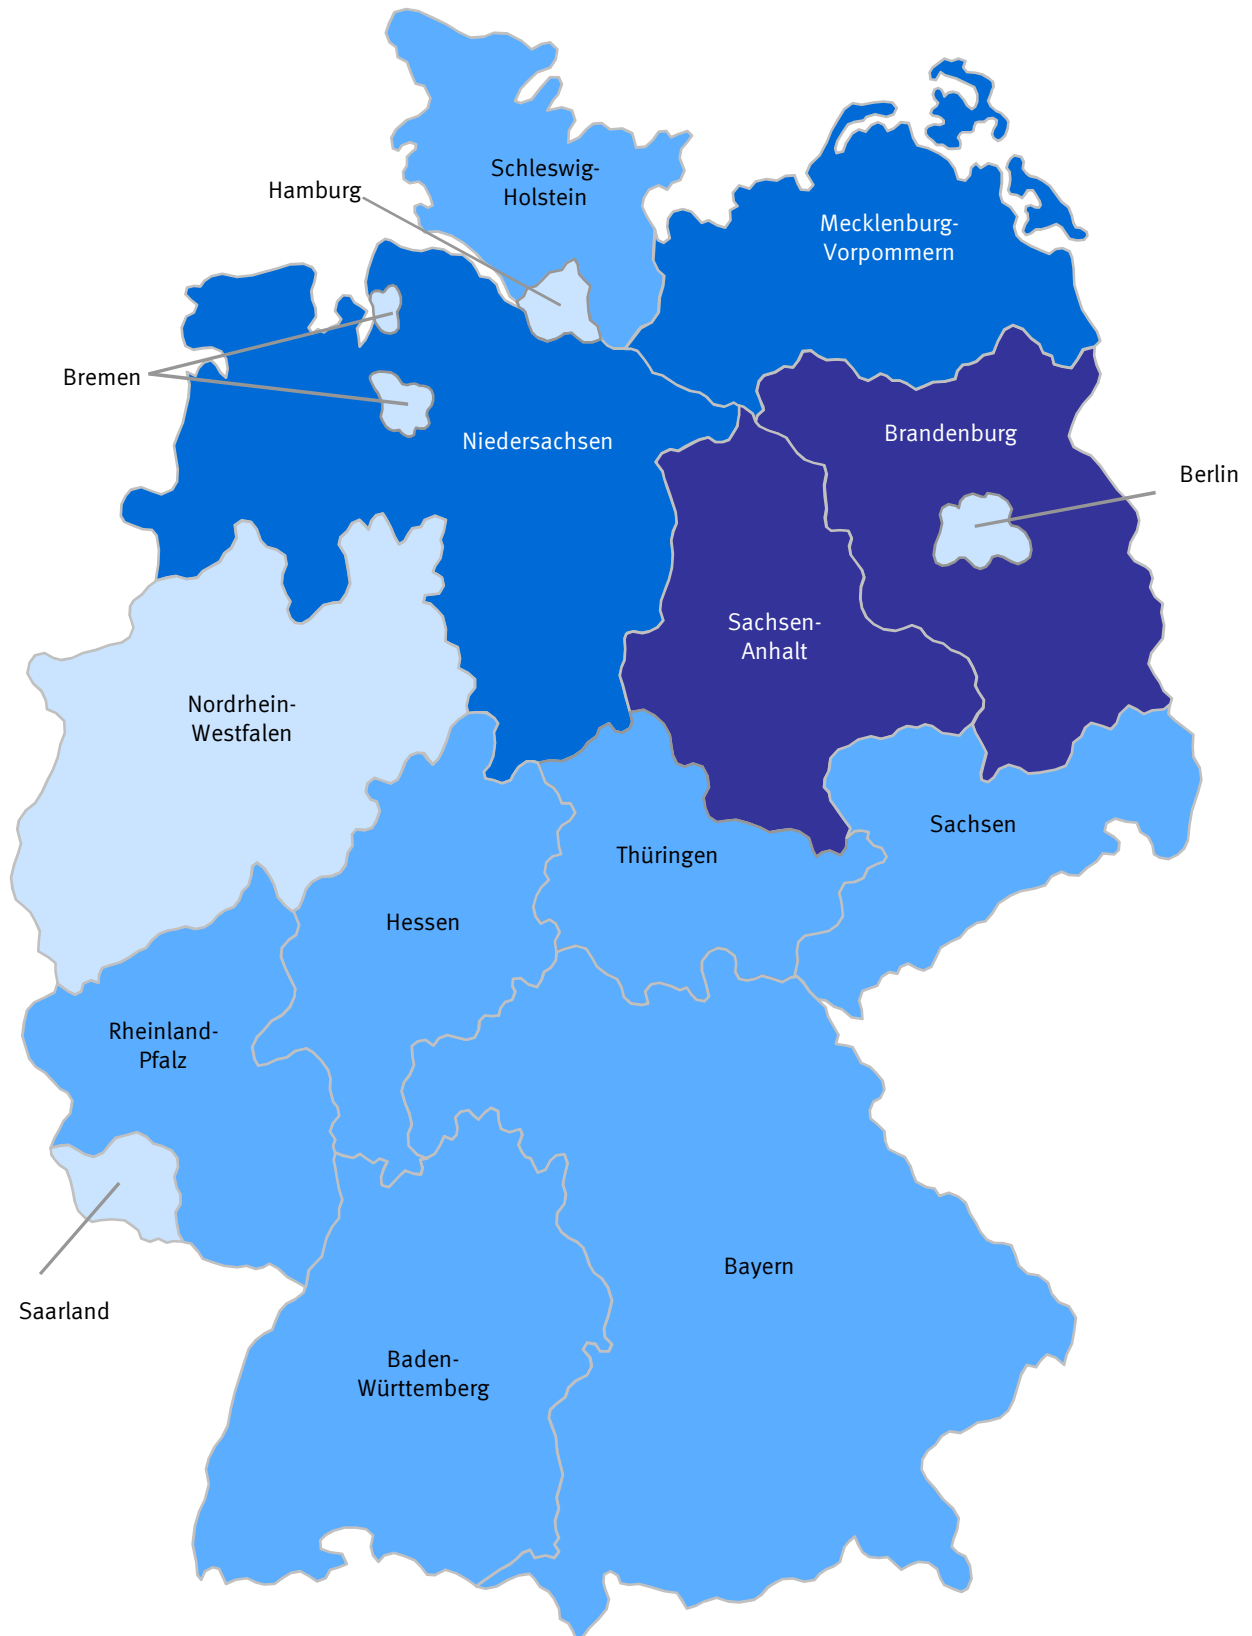 Schleswig-
Holstein
Hamburg
Mecklenburg-
Vorpommern
Bremen
Niedersachsen
Brandenburg
Berlin
Sachsen-
Anhalt
Nordrhein-
Westfalen
Sachsen
Thüringen
Hessen
Rheinland-
Pfalz
Bayern
Saarland
Baden-
Württemberg